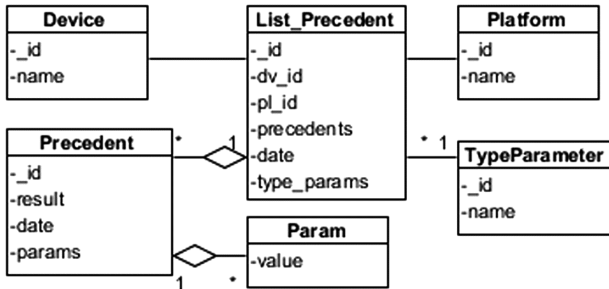 Device
-_id
-name
List_Precedent
-_id
-dv_id
-pl_id
-precedents
-date
-type_params
Platform
-_id
-name
Precedent
-_id
-result
-date
-params
*
1
* 1
TypeParameter
-_id
-name
Param
-value
1
*